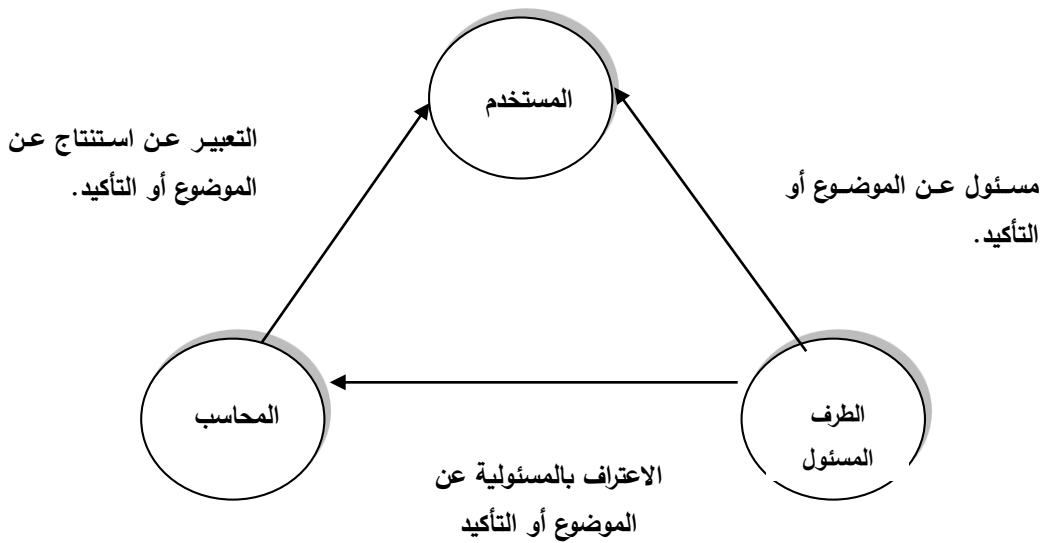 المستخدم
التعبير عن استنتاج عن
الموضوع أو التأكيد.
مسئول عن الموضوع أو
التأكيد.
المحاسب
الطرف
المسئول
الاعتراف بالمسئولية عن
الموضوع أو التأكيد